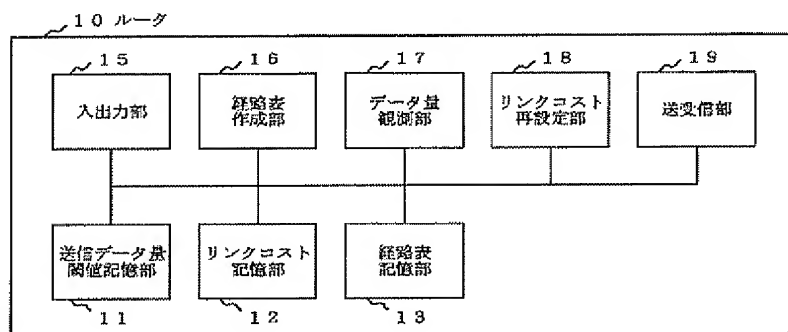 10 ルータ
15
16
17
18
19
入出力部
経路表
作成部
データ量
観測部
リンクコスト
再設定部
送受信部
送信データ量
閾値記憶部
リンクコスト
記憶部
経路表
記憶部
11
12
13